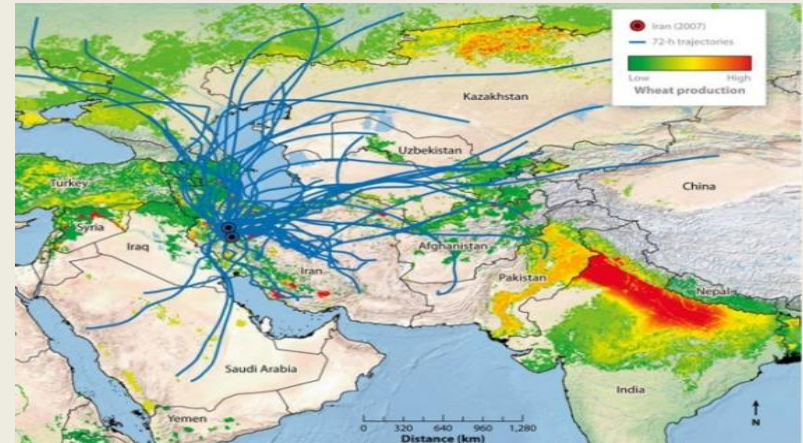 Iran (2007)
72-h trajectories
Low High
Wheat production
Kazakhstan
Uzbekistan
Turkey
China
Syria
Iraq
Afghanistan
Iran
Pakistan
Nepal
Saudi Arabia
India
Yemen
0 320 640 960 1,280
Distance (km)
N